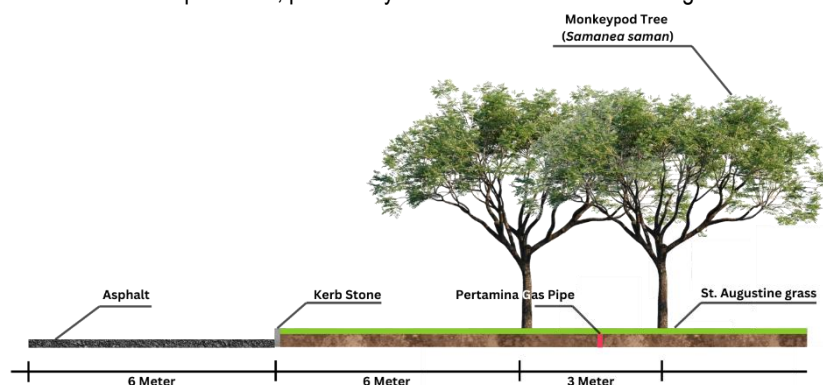 Monkeypod Tree
(Samanea saman)
Asphalt
Kerb Stone
Pertamina Gas Pipe
St. Augustine grass
6 Meter
6 Meter
3 Meter